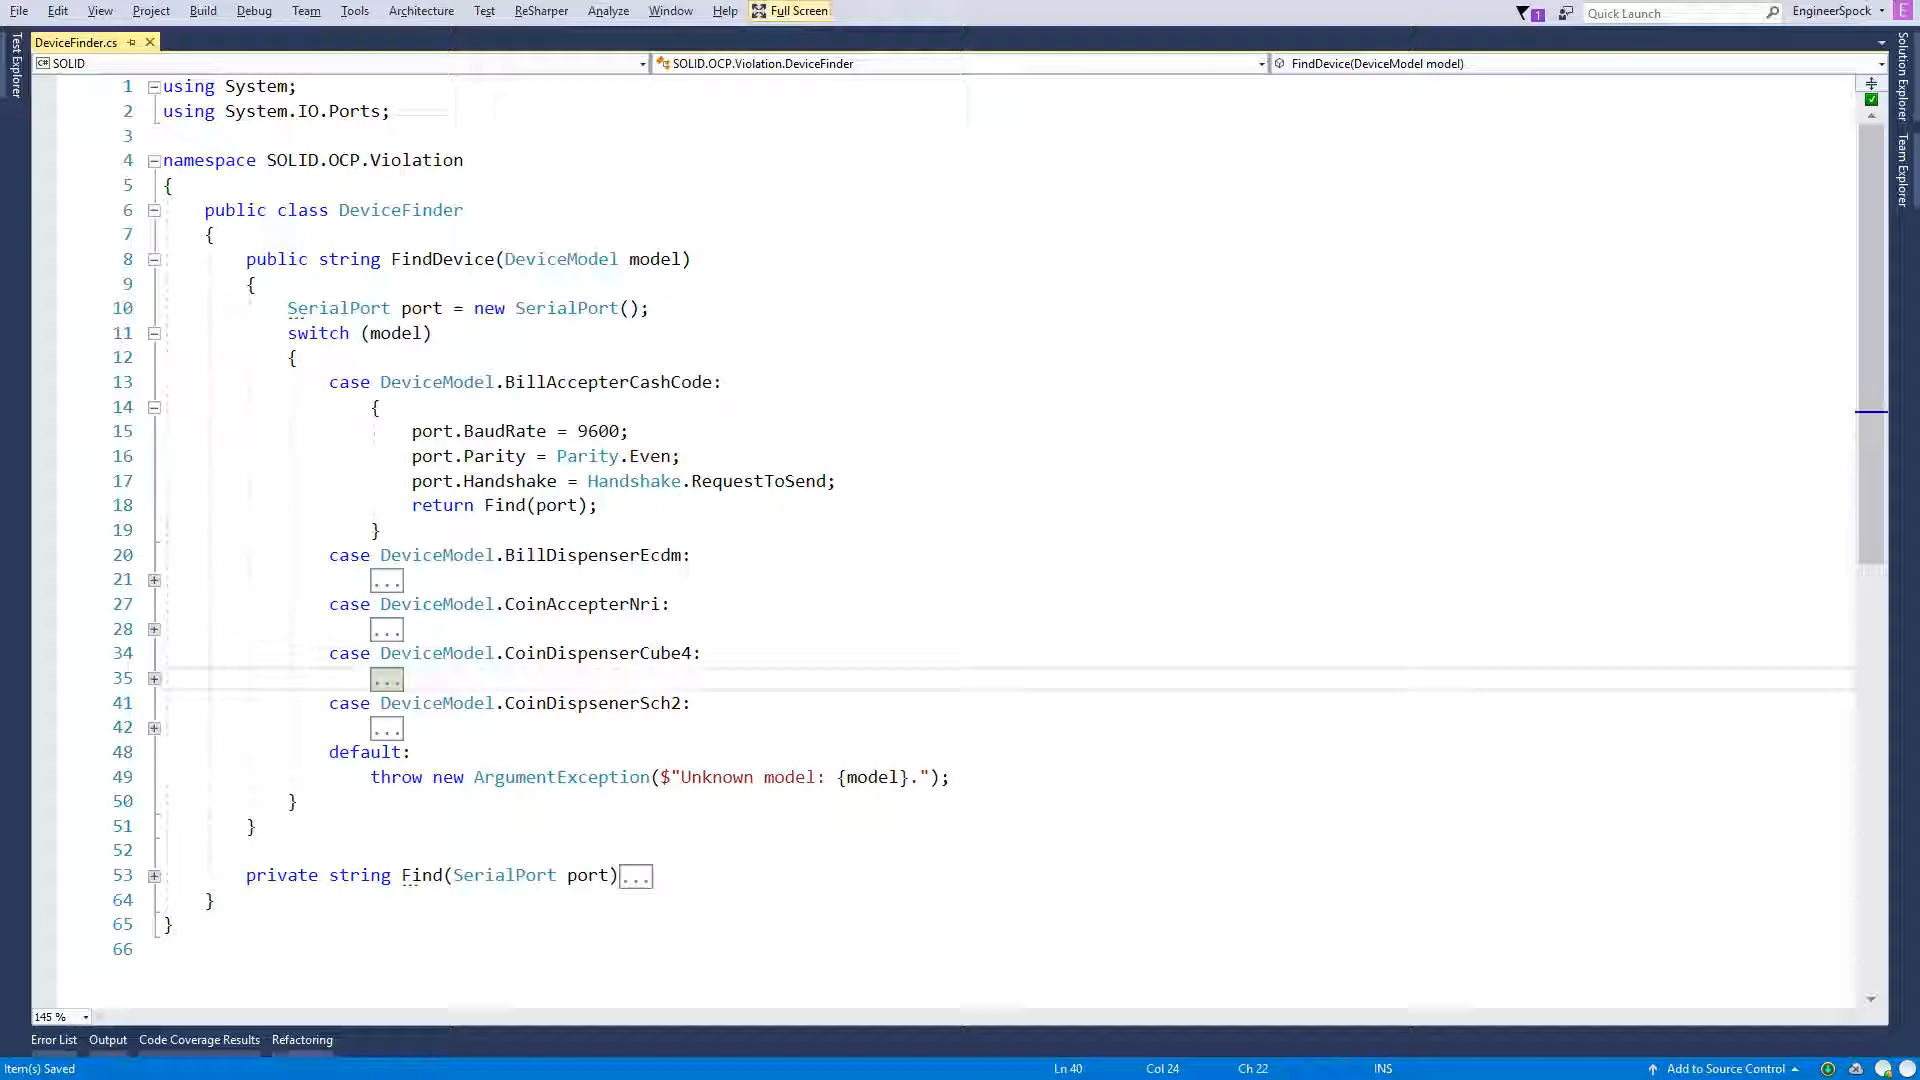 File Edit View Project Build Debug Team Tools Architecture Test ReSharper Analyze Window Help Full Screen 1 Quick Launch EngineerSpock E
DeviceFinder.cs
SOLID SOLID.OCP.Violation.DeviceFinder FindDevice(DeviceModel model)
Test Explorer
Solution Explorer
Team Explorer
1 using System;
2 using System.IO.Ports;
3
4 namespace SOLID.OCP.Violation
5 {
6 public class DeviceFinder
7 {
8 public string FindDevice(DeviceModel model)
9 {
10 SerialPort port = new SerialPort();
11 switch (model)
12 {
13 case DeviceModel.BillAccepterCashCode:
14 {
15 port.BaudRate = 9600;
16 port.Parity = Parity.Even;
17 port.Handshake = Handshake.RequestToSend;
18 return Find(port);
19 }
20 case DeviceModel.BillDispenserEcdm:
21 ...
27 case DeviceModel.CoinAccepterNri:
28 ...
34 case DeviceModel.CoinDispenserCube4:
35 ...
41 case DeviceModel.CoinDispsenerSch2:
42 ...
48 default:
49 throw new ArgumentException($"Unknown model: {model}.");
50 }
51 }
52
53 private string Find(SerialPort port)...
64 }
65 }
66
145 %
Error List Output Code Coverage Results Refactoring
Item(s) Saved Ln 40 Col 24 Ch 22 INS Add to Source Control